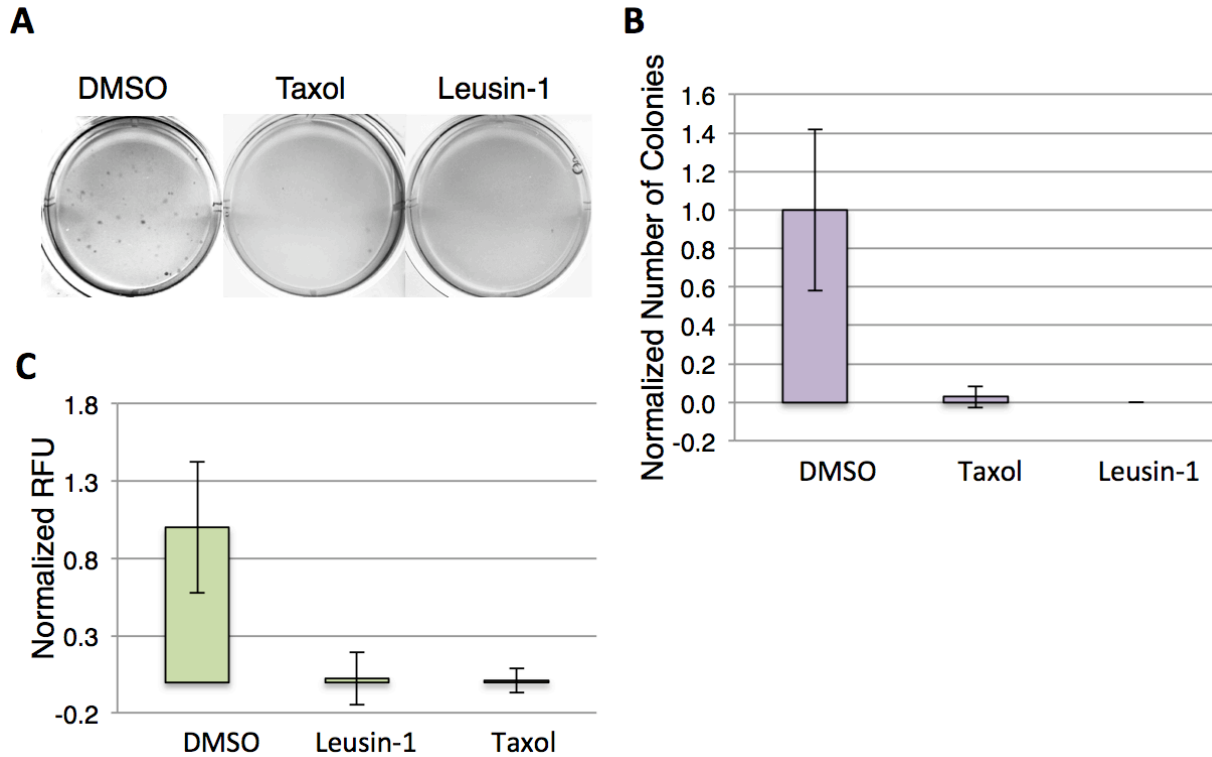 A
DMSO Taxol Leusin-1
B
Normalized Number of Colonies
1.6
1.4
1.2
1.0
0.8
0.6
0.4
0.2
0.0
-0.2
DMSO Taxol Leusin-1
C
Normalized RFU
1.8
1.3
0.8
0.3
-0.2
DMSO Leusin-1 Taxol